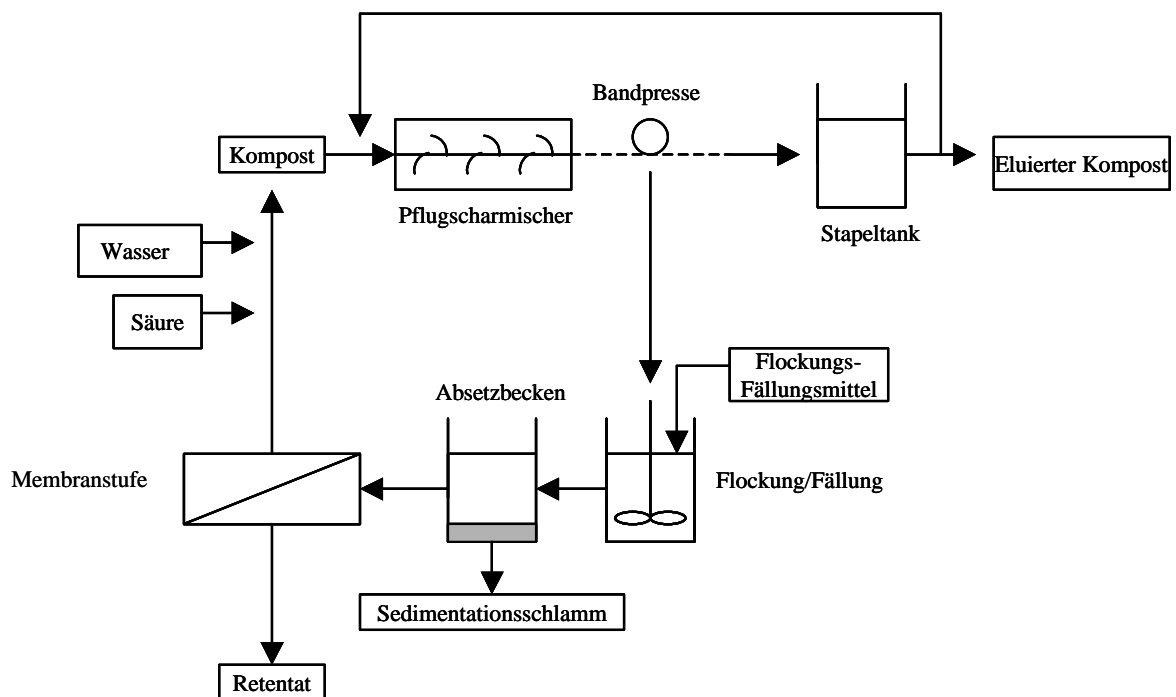 Bandpresse
Kompost
Eluierter Kompost
Pflugscharmischer
Stapeltank
Wasser
Säure
Flockungs-
Fällungsmittel
Absetzbecken
Membranstufe
Flockung/Fällung
Sedimentationsschlamm
Retentat